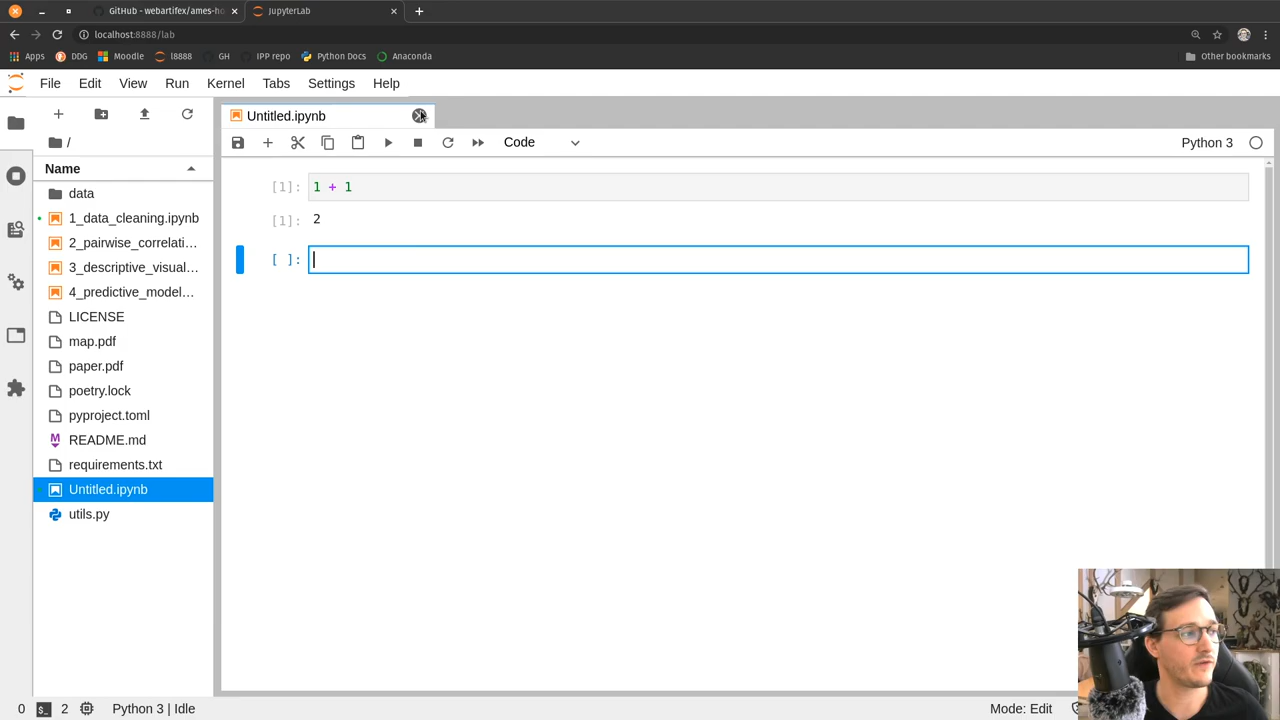 GitHub - webartifex/ames-ho
JupyterLab
localhost:8888/lab
Apps
DDG
Moodle
l8888
GH
IPP repo
Python Docs
Anaconda
Other bookmarks
File
Edit
View
Run
Kernel
Tabs
Settings
Help
Untitled.ipynb
/
Code
Python 3
Name
data
1_data_cleaning.ipynb
2_pairwise_correlati...
3_descriptive_visual...
4_predictive_model...
LICENSE
map.pdf
paper.pdf
poetry.lock
pyproject.toml
README.md
requirements.txt
Untitled.ipynb
utils.py
[1]: 1 + 1
[1]: 2
[ ]:
0
2
Python 3 | Idle
Mode: Edit